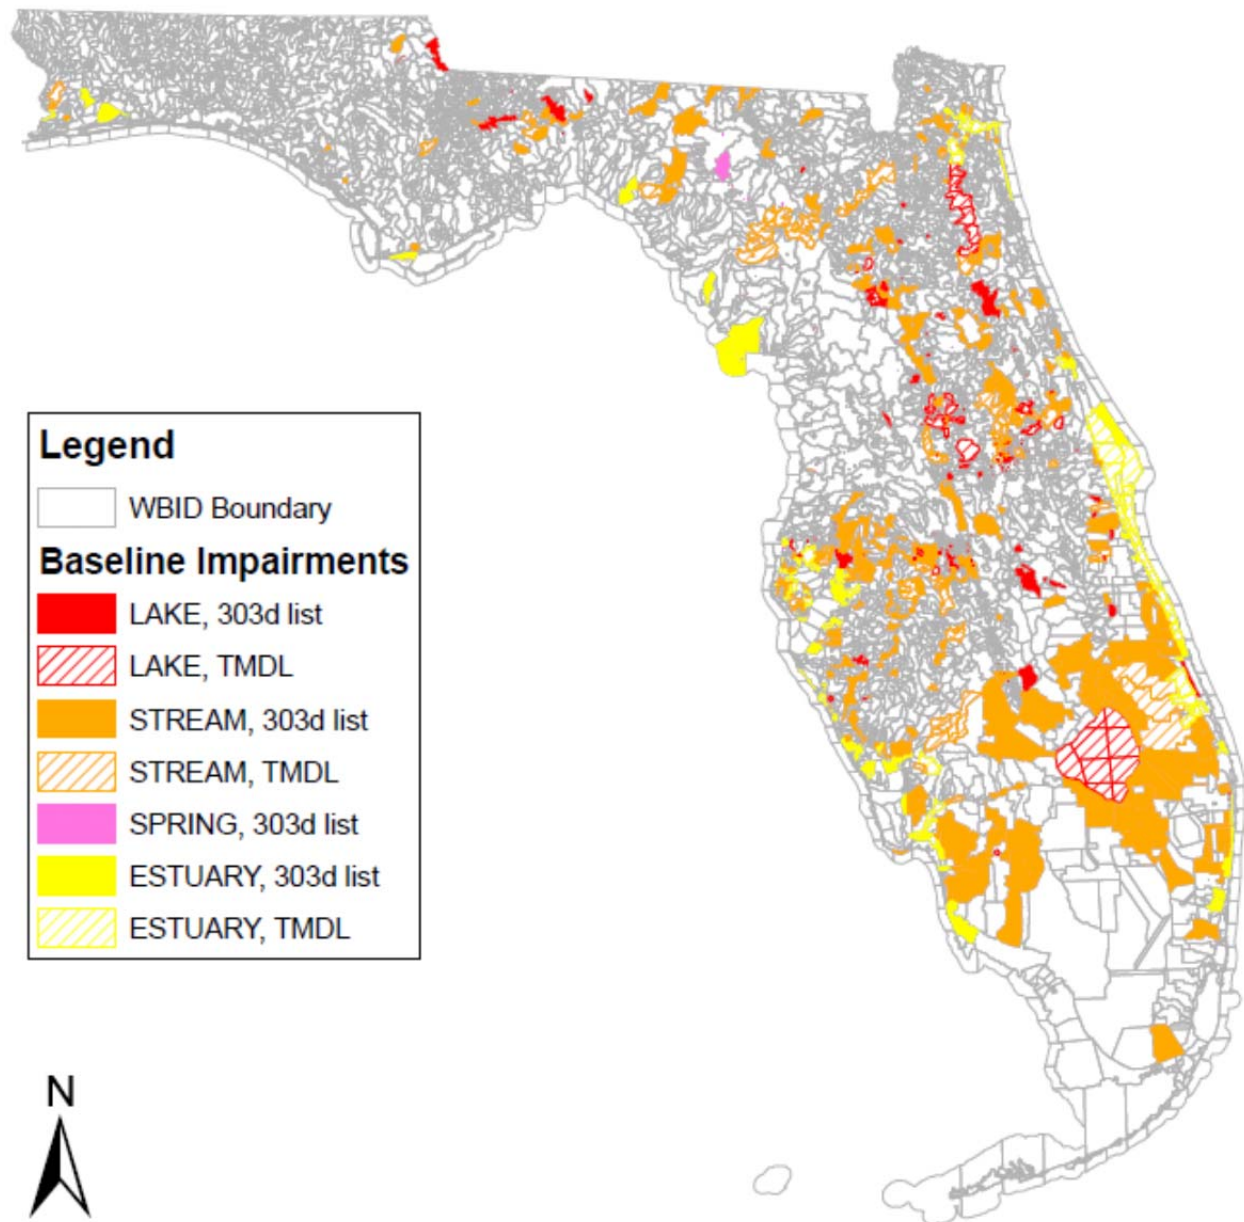 Legend
WBID Boundary
Baseline Impairments
LAKE, 303d list
LAKE, TMDL
STREAM, 303d list
STREAM, TMDL
SPRING, 303d list
ESTUARY, 303d list
ESTUARY, TMDL
N